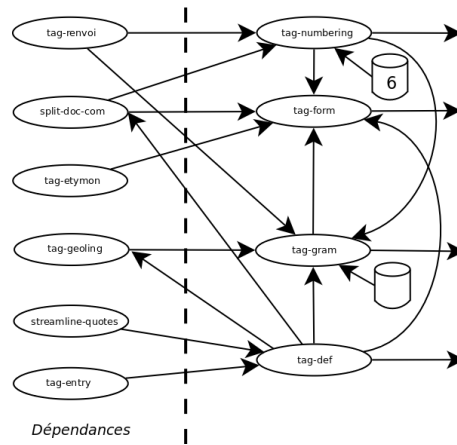 tag-renvoi
tag-numbering
6
split-doc-com
tag-form
tag-etymon
tag-geoling
tag-gram
streamline-quotes
tag-def
tag-entry
Dépendances